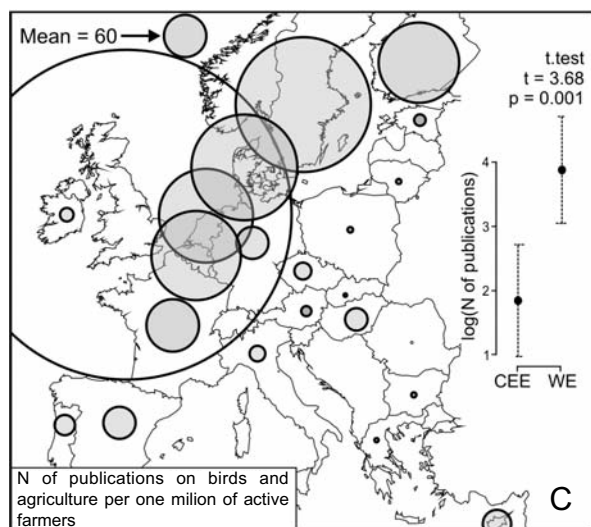 Mean = 60
t.test
t = 3.68
p = 0.001
log(N of publications)
4
3
2
1
CEE WE
N of publications on birds and
agriculture per one milion of active
farmers
C